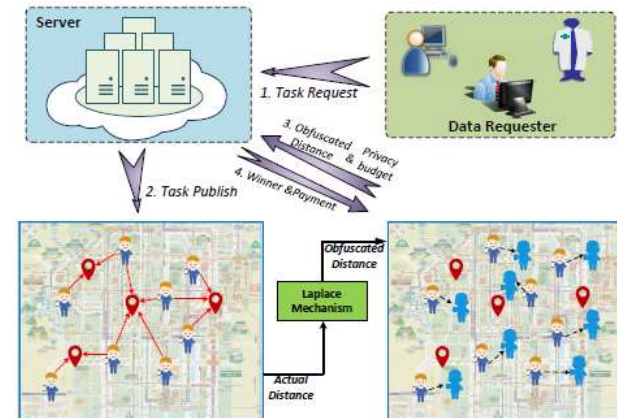 Server
1. Task Request
Data Requester
3. Obfuscated Privacy
Distance & budget
4. Winner &Payment
2. Task Publish
Obfuscated
Distance
Laplace
Mechanism
Actual
Distance